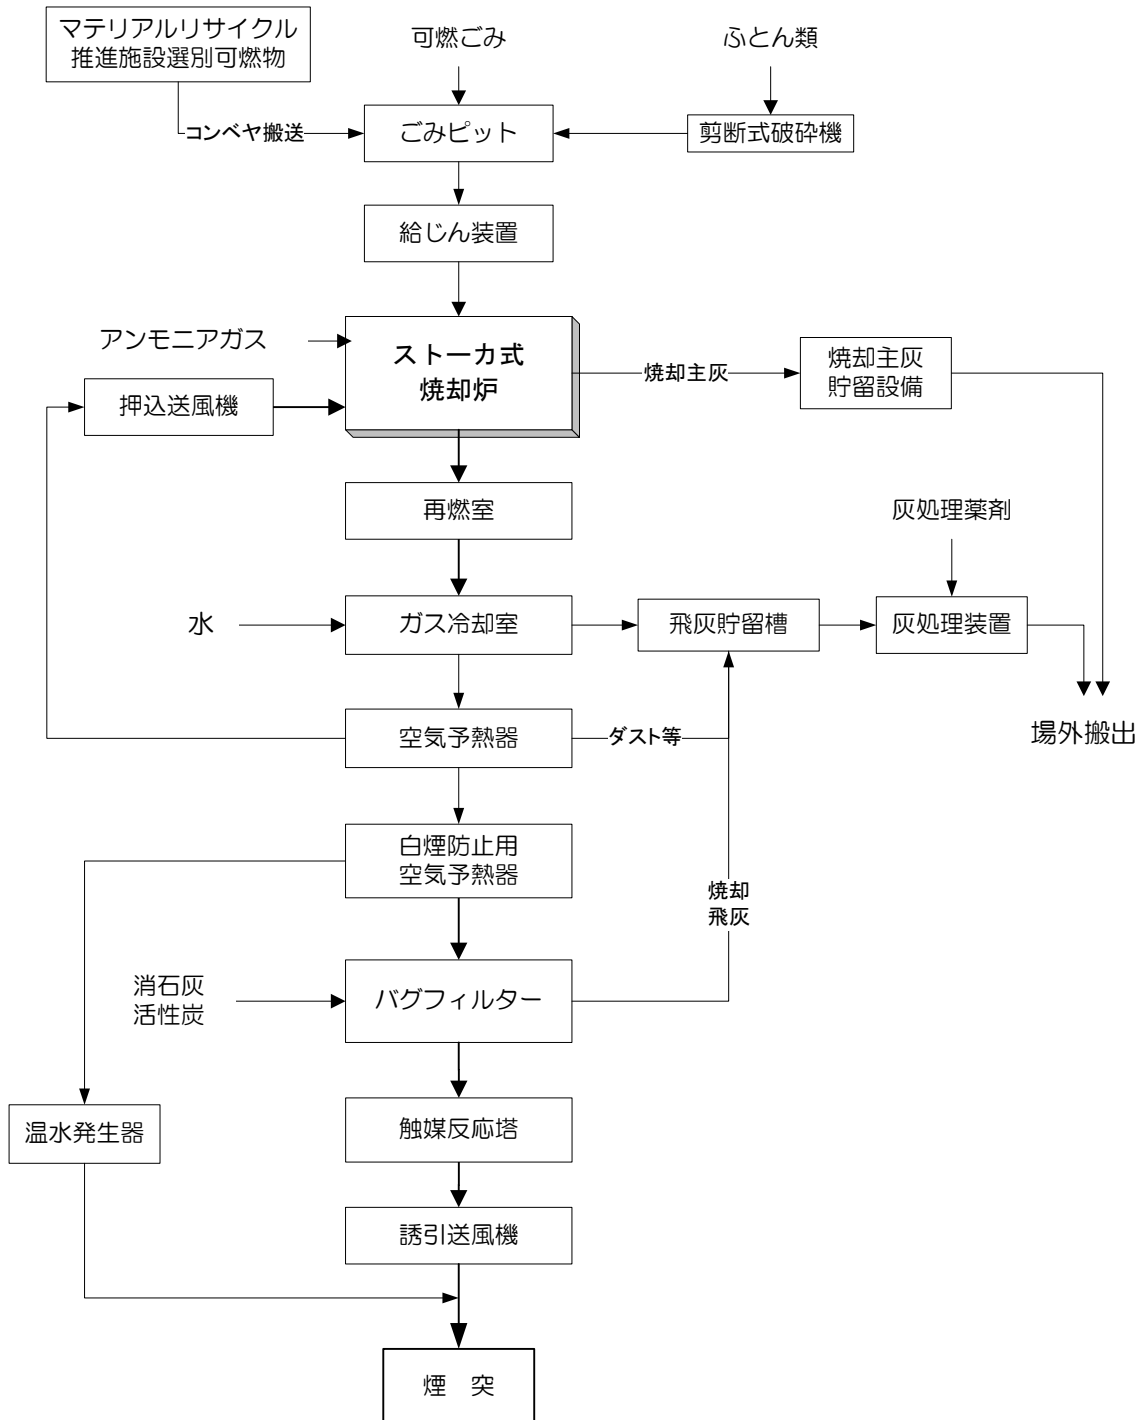 マテリアルリサイクル
推進施設選別可燃物
可燃ごみ
ふとん類
コンベヤ搬送
ごみピット
剪断式破砕機
給じん装置
アンモニアガス
ストーカ式
焼却炉
焼却主灰
焼却主灰
貯留設備
押込送風機
再燃室
灰処理薬剤
水
ガス冷却室
飛灰貯留槽
灰処理装置
空気予熱器
ダスト等
場外搬出
白煙防止用
空気予熱器
焼却
飛灰
消石灰
活性炭
バグフィルター
温水発生器
触媒反応塔
誘引送風機
煙 突